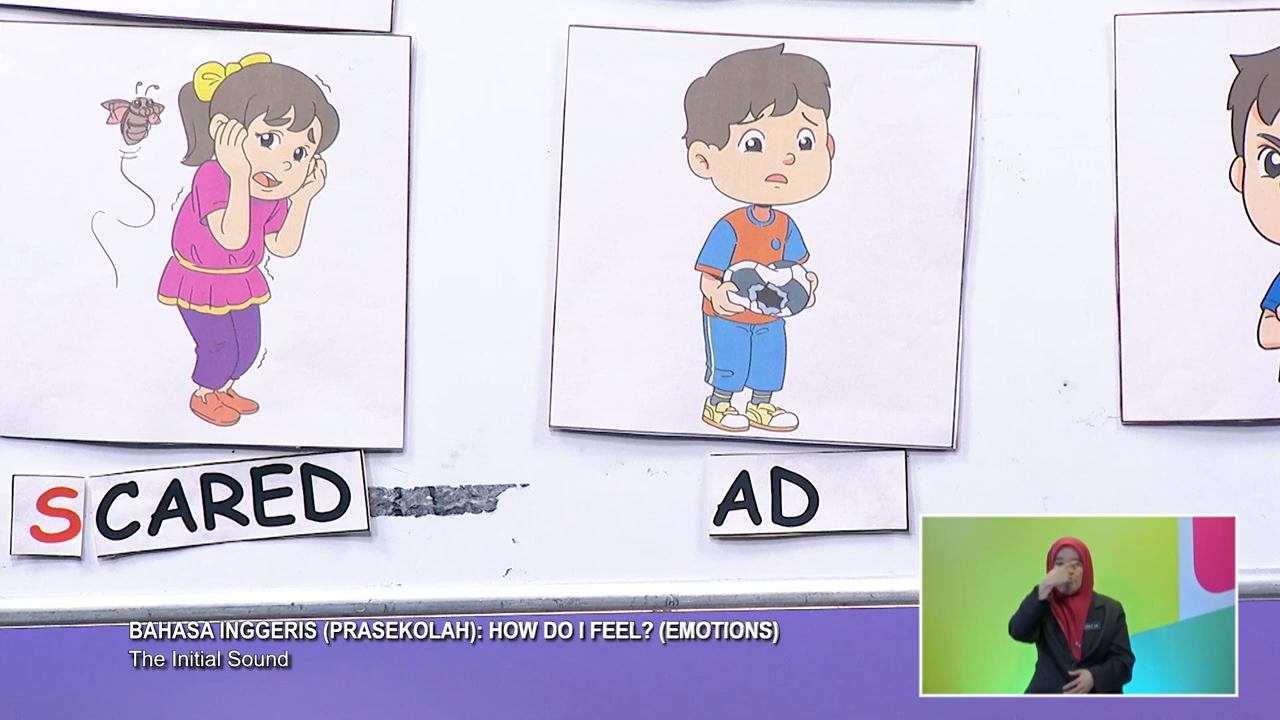 SCARED
AD
BAHASA INGGERIS (PRASEKOLAH): HOW DO I FEEL? (EMOTIONS)
The Initial Sound